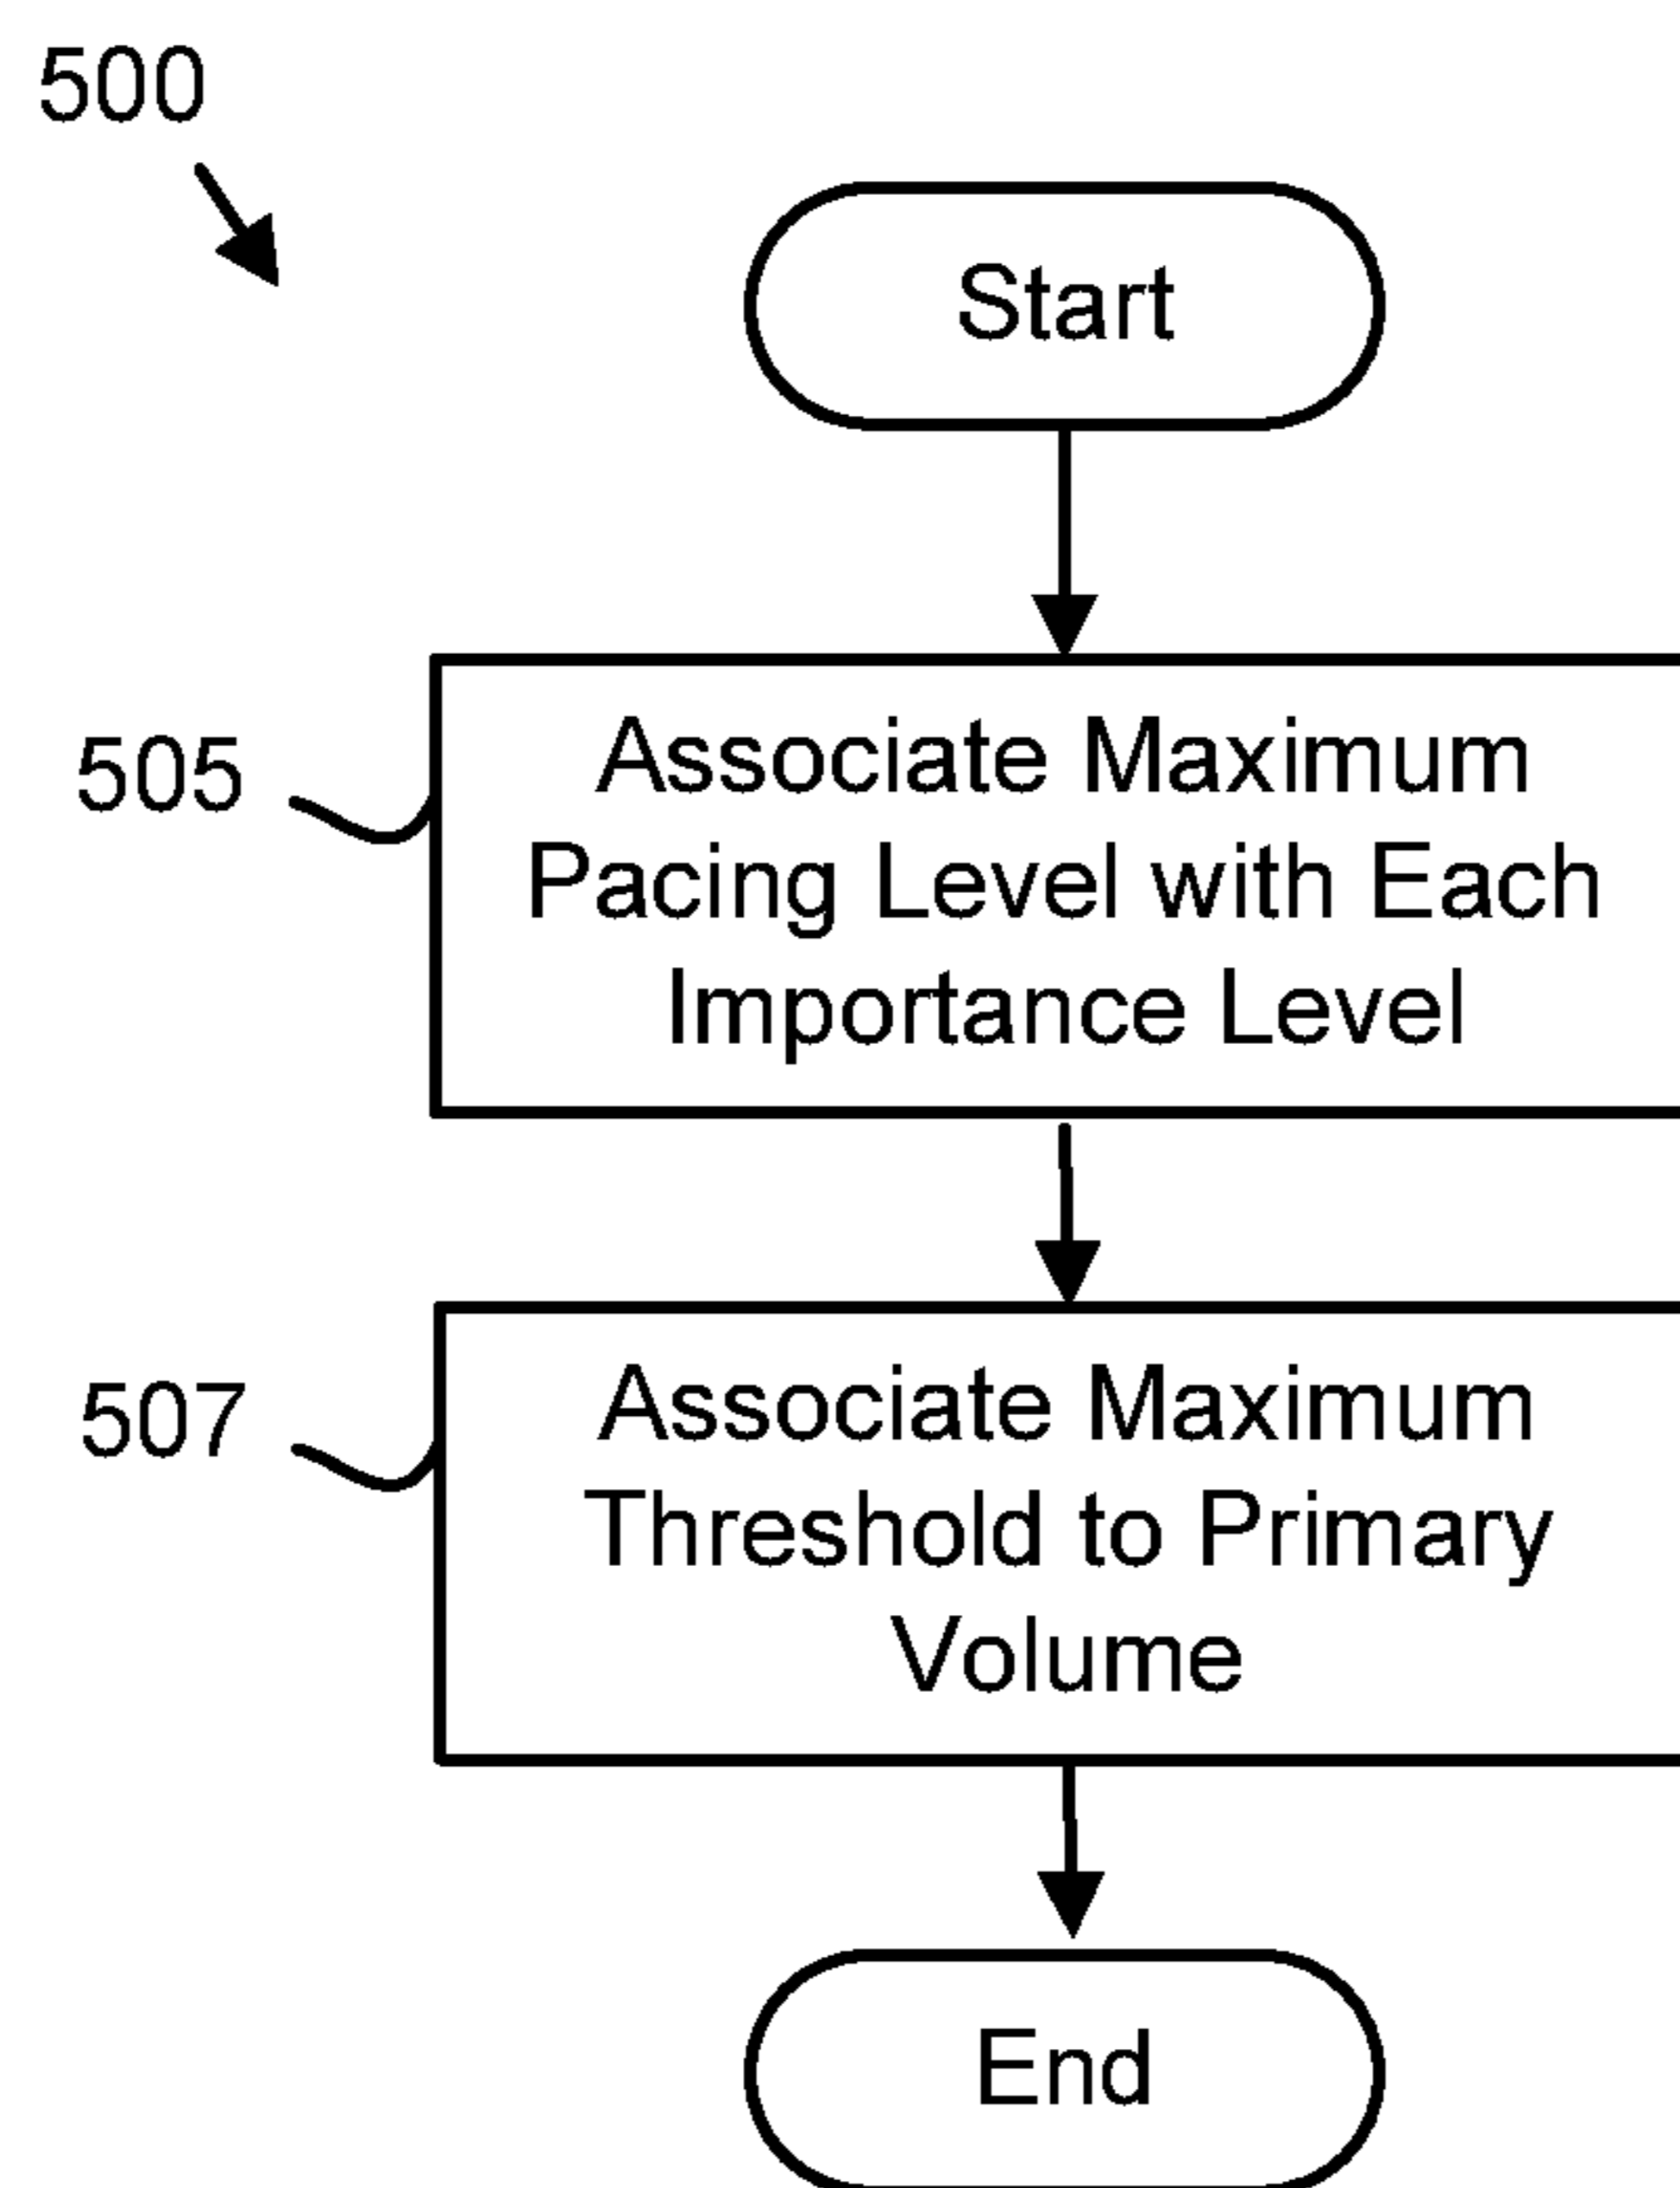 500
Start
505
Associate Maximum
Pacing Level with Each
Importance Level
507
Associate Maximum
Threshold to Primary
Volume
End